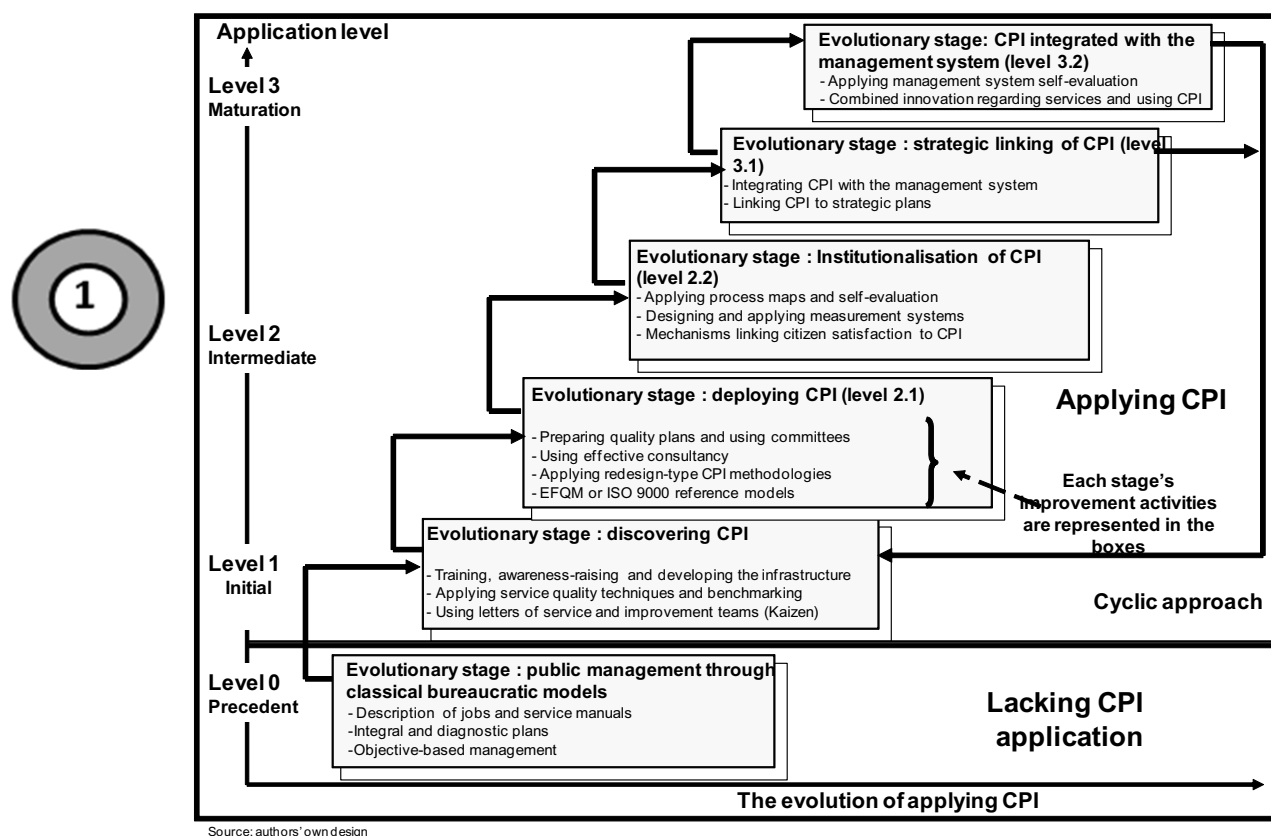 1
Application level
Level 3
Maturation
Evolutionary stage: CPI integrated with the
management system (level 3.2)
- Applying management system self-evaluation
- Combined innovation regarding services and using CPI
Evolutionary stage : strategic linking of CPI (level
3.1)
- Integrating CPI with the management system
- Linking CPI to strategic plans
Level 2
Intermediate
Evolutionary stage : Institutionalisation of CPI
(level 2.2)
- Applying process maps and self-evaluation
- Designing and applying measurement systems
- Mechanisms linking citizen satisfaction to CPI
Evolutionary stage : deploying CPI (level 2.1)
- Preparing quality plans and using committees
- Using effective consultancy
- Applying redesign-type CPI methodologies
- EFQM or ISO 9000 reference models
Applying CPI
Each stage's
improvement activities
are represented in the
boxes
Level 1
Initial
Evolutionary stage : discovering CPI
- Training, awareness-raising and developing the infrastructure
- Applying service quality techniques and benchmarking
- Using letters of service and improvement teams (Kaizen)
Cyclic approach
Level 0
Precedent
Evolutionary stage : public management through
classical bureaucratic models
- Description of jobs and service manuals
- Integral and diagnostic plans
- Objective-based management
Lacking CPI
application
The evolution of applying CPI
Source: authors' own design